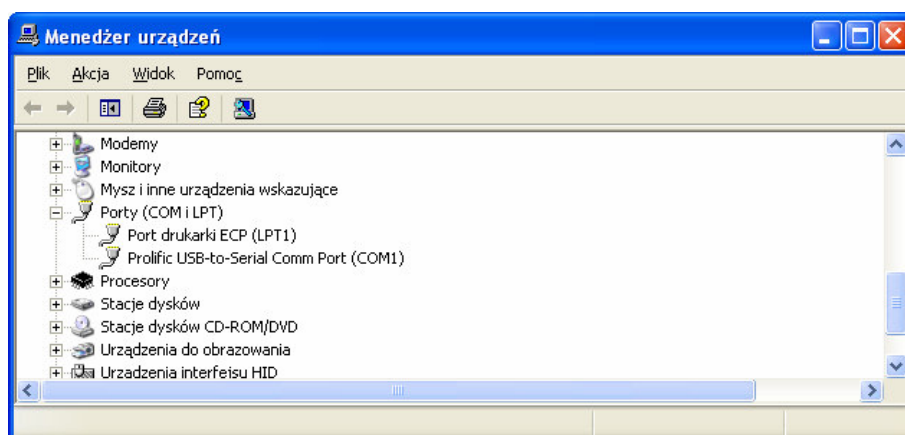 Menedżer urządzeń
Plik Akcja Widok Pomoc
Modemy
Monitory
Mysz i inne urządzenia wskazujące
Porty (COM i LPT)
Port drukarki ECP (LPT1)
Prolific USB-to-Serial Comm Port (COM1)
Procesory
Stacje dysków
Stacje dysków CD-ROM/DVD
Urządzenia do obrazowania
Urządzenia interfejsu HID